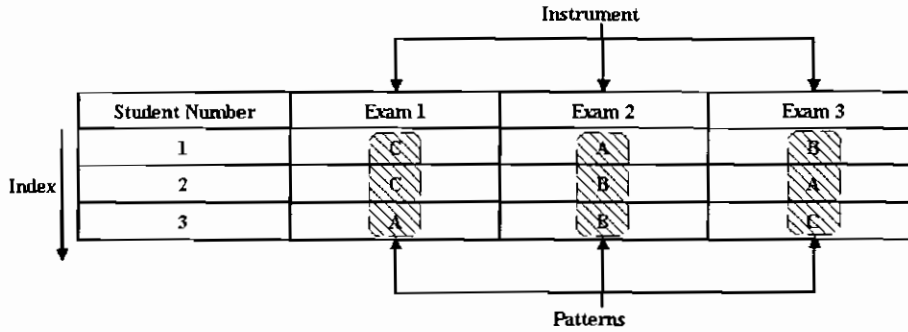 Instrument
Student Number Exam 1 Exam 2 Exam 3
1 C A B
Index
2 C B A
3 A B C
Patterns